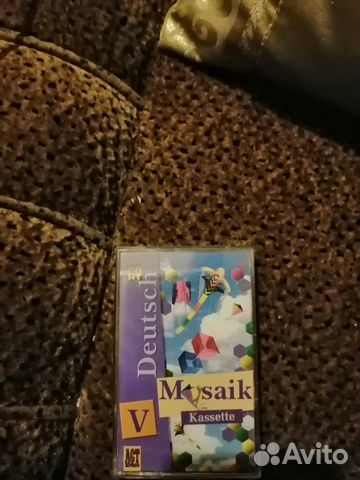 Deutsch
Mosaik
Kassette
V
АСТ
Avito